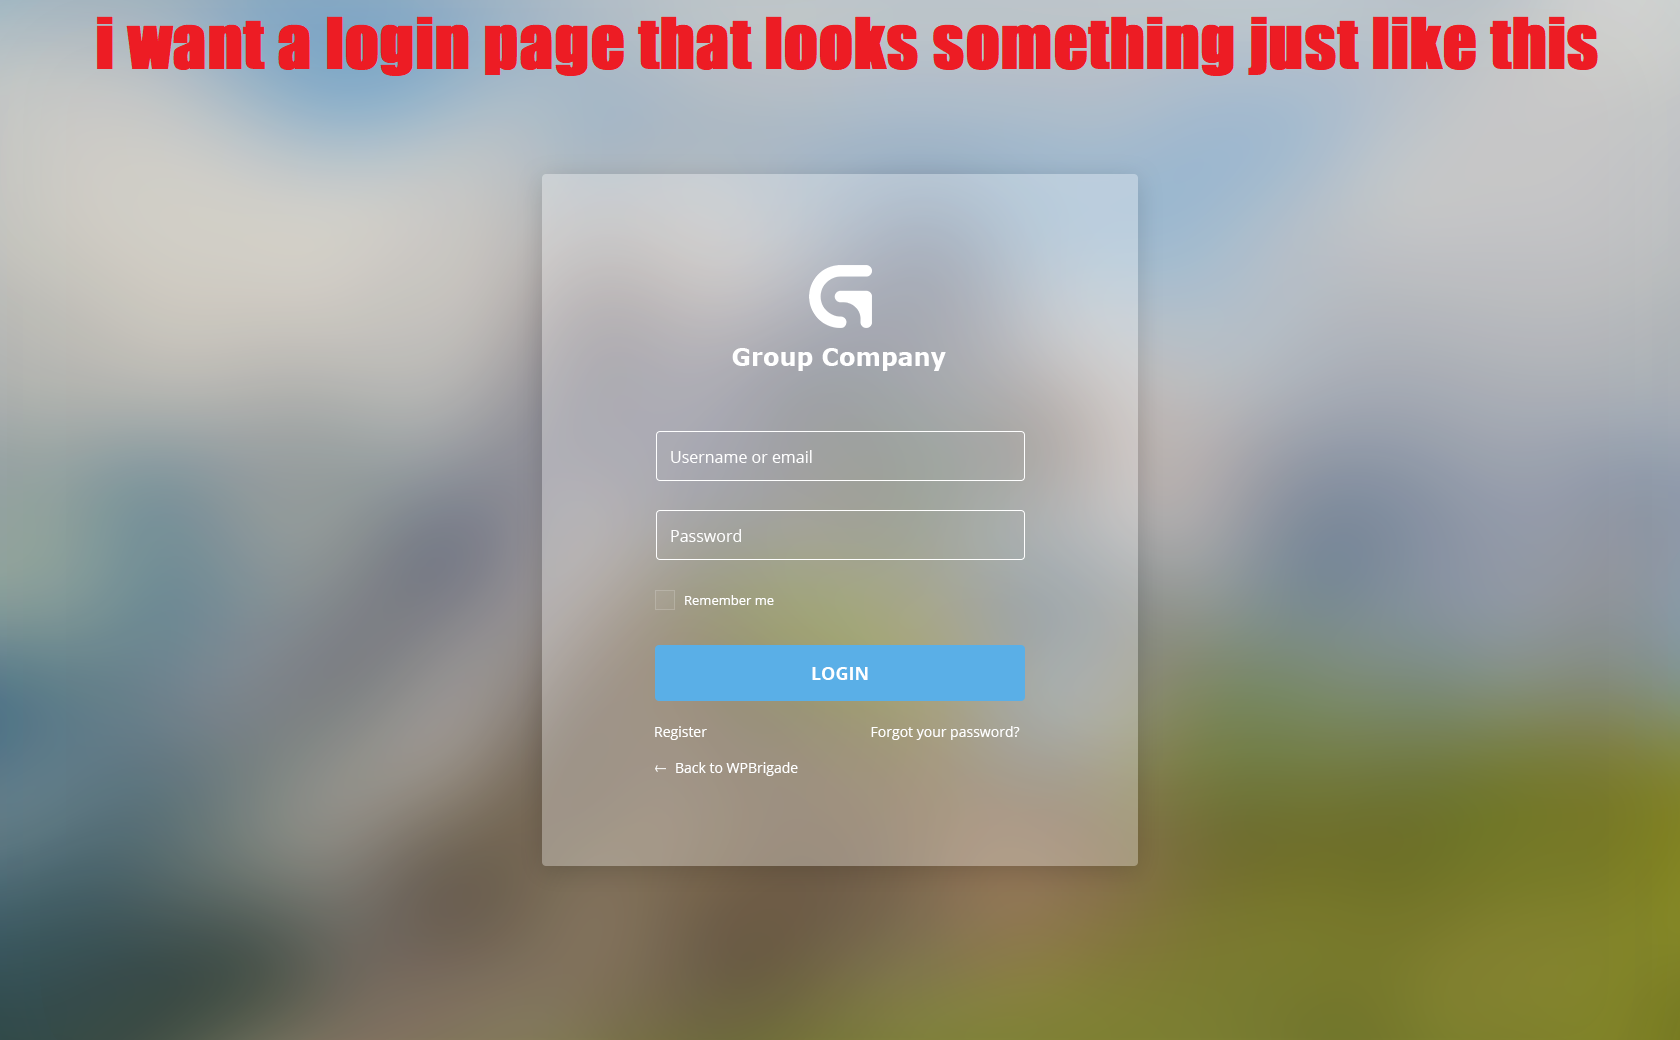 i want a login page that looks something just like this
Group Company
Username or email
Password
Remember me
LOGIN
Register Forgot your password?
← Back to WPBrigade